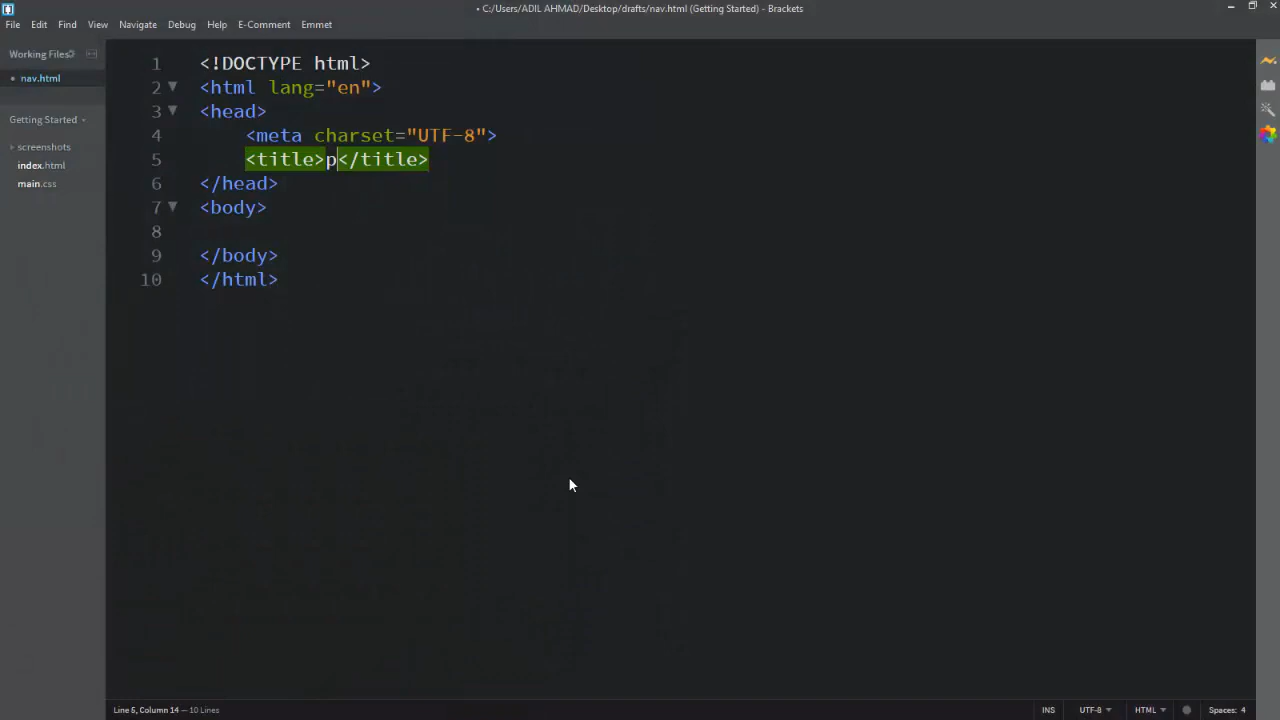 • C:/Users/ADIL AHMAD/Desktop/drafts/nav.html (Getting Started) - Brackets
File Edit Find View Navigate Debug Help E-Comment Emmet
Working Files
nav.html
Getting Started
screenshots
index.html
main.css
1 <!DOCTYPE html>
2 <html lang="en">
3 <head>
4 <meta charset="UTF-8">
5 <title>p</title>
6 </head>
7 <body>
8
9 </body>
10 </html>
Line 5, Column 14 — 10 Lines
INS UTF-8 HTML Spaces: 4